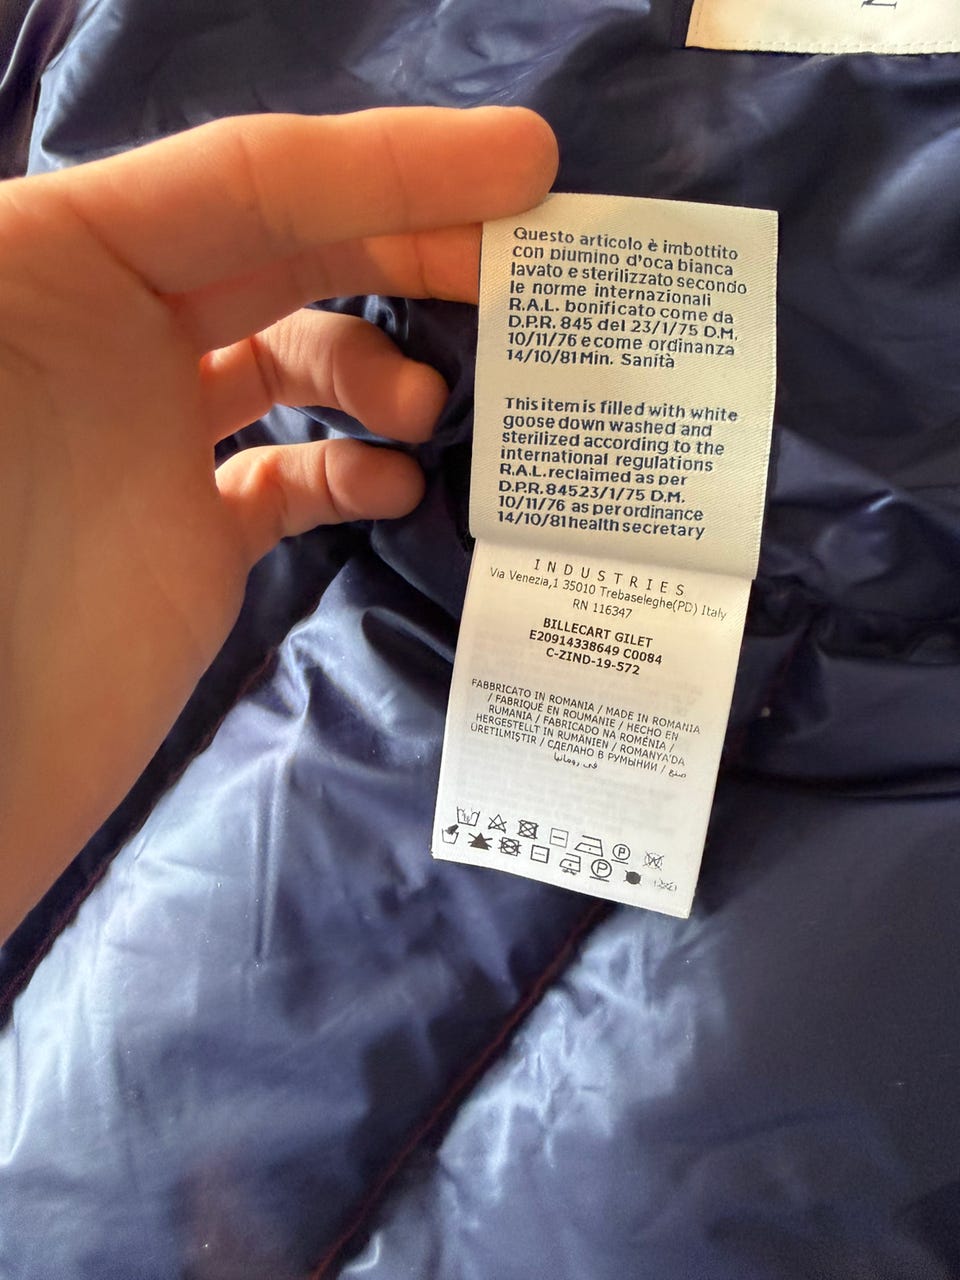 Questo articolo è imbottito
con piumino d'oca bianca
lavato e sterilizzato secondo
le norme internazionali
R.A.L. bonificato come da
D.P.R. 845 del 23/1/75 D.M.
10/11/76 e come ordinanza
14/10/81 Min. Sanità
This item is filled with white
goose down washed and
sterilized according to the
international regulations
R.A.L. reclaimed as per
D.P.R. 84523/1/75 D.M.
10/11/76 as per ordinance
14/10/81 health secretary
INDUSTRIES
Via Venezia,1 35010 Trebaseleghe(PD) Italy
RN 116347
BILLECART GILET
E20914338649 C0084
C-ZIND-19-572
FABBRICATO IN ROMANIA / MADE IN ROMANIA
/ FABRIQUÉ EN ROUMANIE / HECHO EN
RUMANIA / FABRICADO NA ROMÉNIA /
HERGESTELLT IN RUMÄNIEN / ROMANYA'DA
ÜRETILMIŞTIR / СДЕЛАНО В РУМЫНИИ / صنع
في رومانيا
P
P